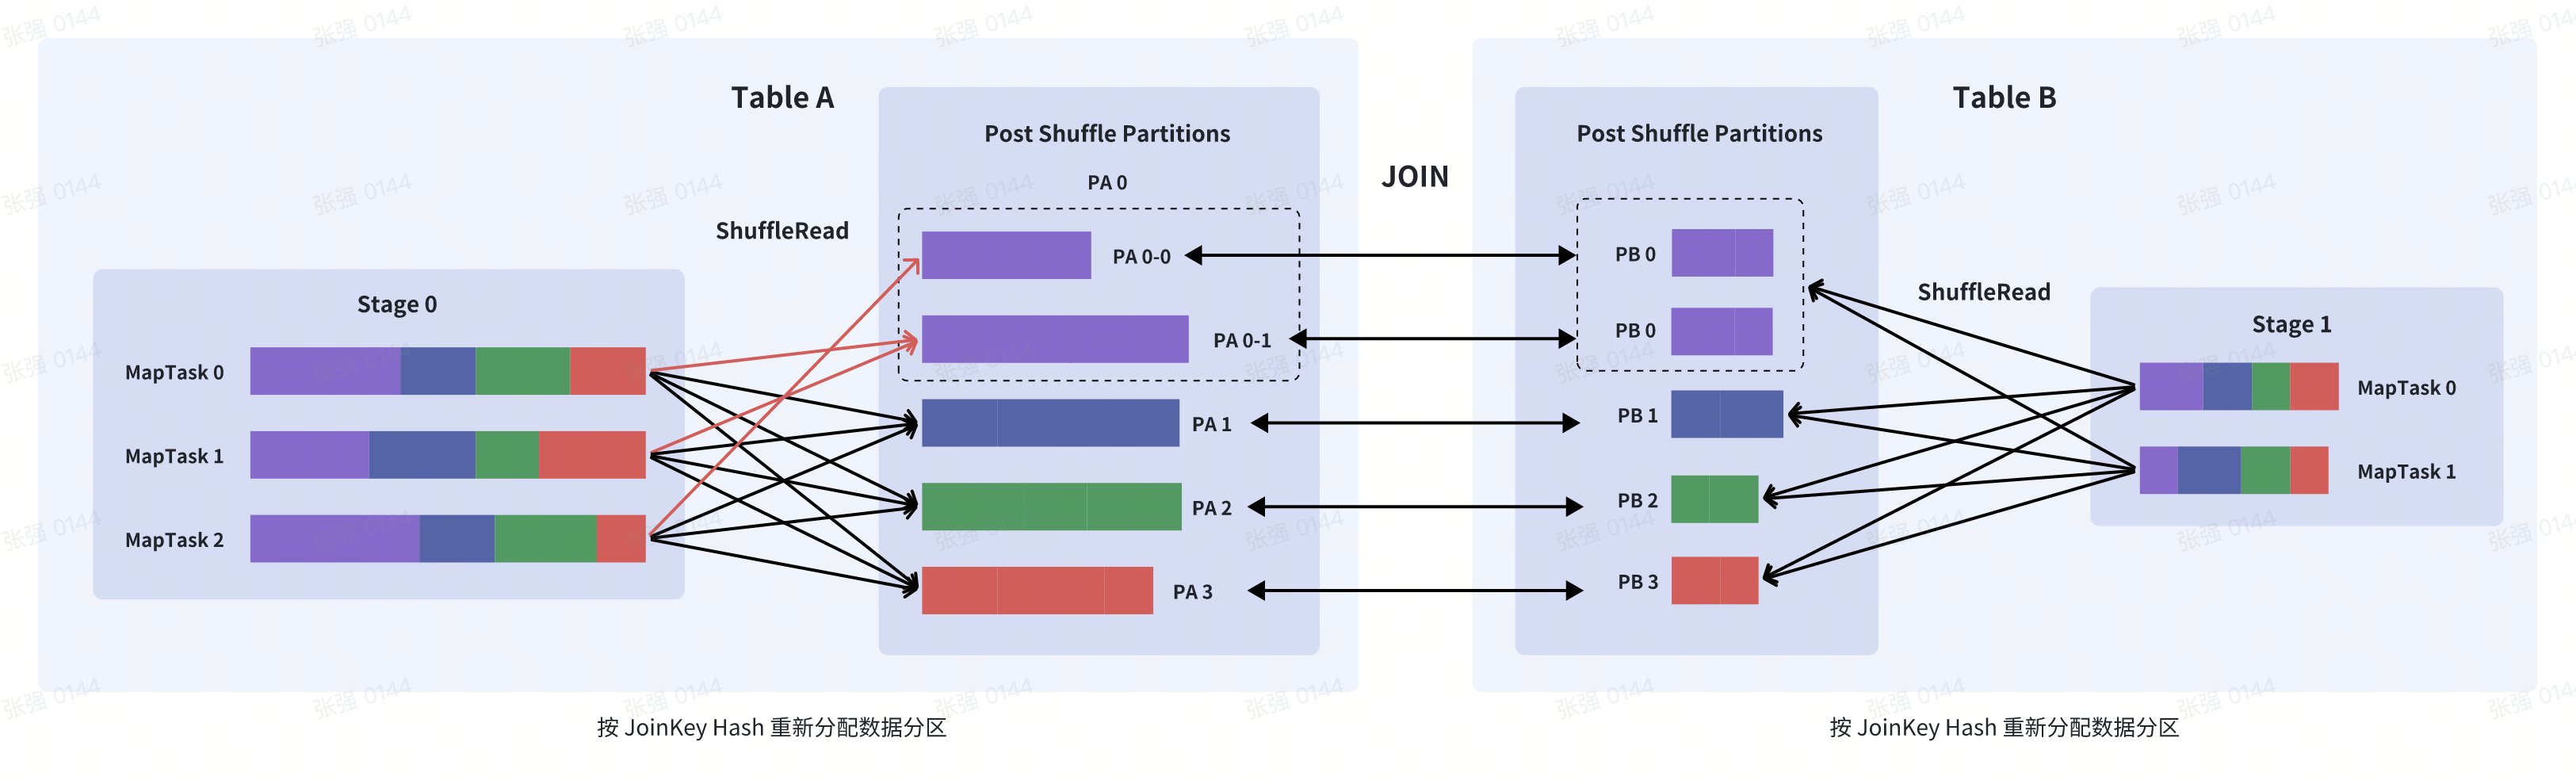 Table A
Post Shuffle Partitions
PA 0
ShuffleRead
PA 0-0
PA 0-1
Stage 0
MapTask 0
MapTask 1
MapTask 2
PA 1
PA 2
PA 3
按 JoinKey Hash 重新分配数据分区
JOIN
Table B
Post Shuffle Partitions
PB 0
PB 0
PB 1
PB 2
PB 3
ShuffleRead
Stage 1
MapTask 0
MapTask 1
按 JoinKey Hash 重新分配数据分区
张强 0144